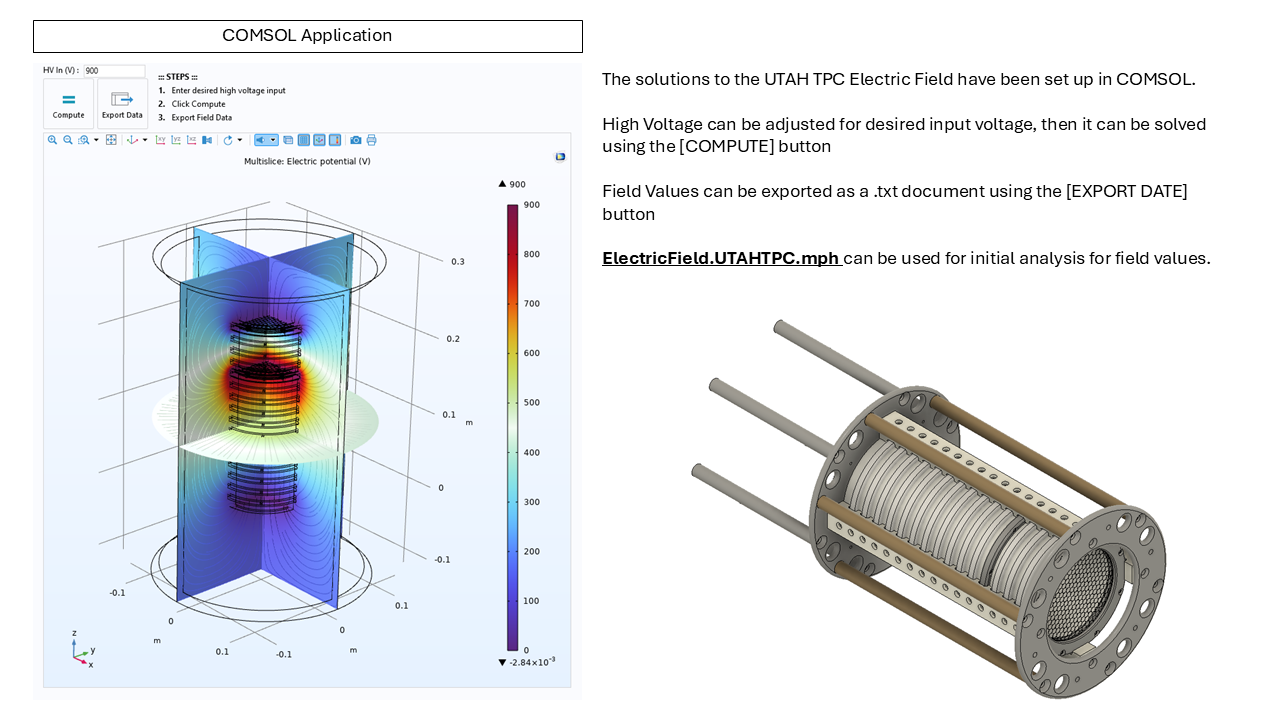 COMSOL Application
HV In (V) : 900
::: STEPS :::
1. Enter desired high voltage input
2. Click Compute
3. Export Field Data
Compute
Export Data
xy
yz
xz
Multislice: Electric potential (V)
▲ 900
900
800
700
600
500
400
300
200
100
0
▼ -2.84×10⁻³
0.3
0.2
0.1
m
0
-0.1
0.1
0
-0.1
m
-0.1
0
m
0.1
z
y
x
The solutions to the UTAH TPC Electric Field have been set up in COMSOL.
High Voltage can be adjusted for desired input voltage, then it can be solved
using the [COMPUTE] button
Field Values can be exported as a .txt document using the [EXPORT DATE]
button
ElectricField.UTAHTPC.mph can be used for initial analysis for field values.